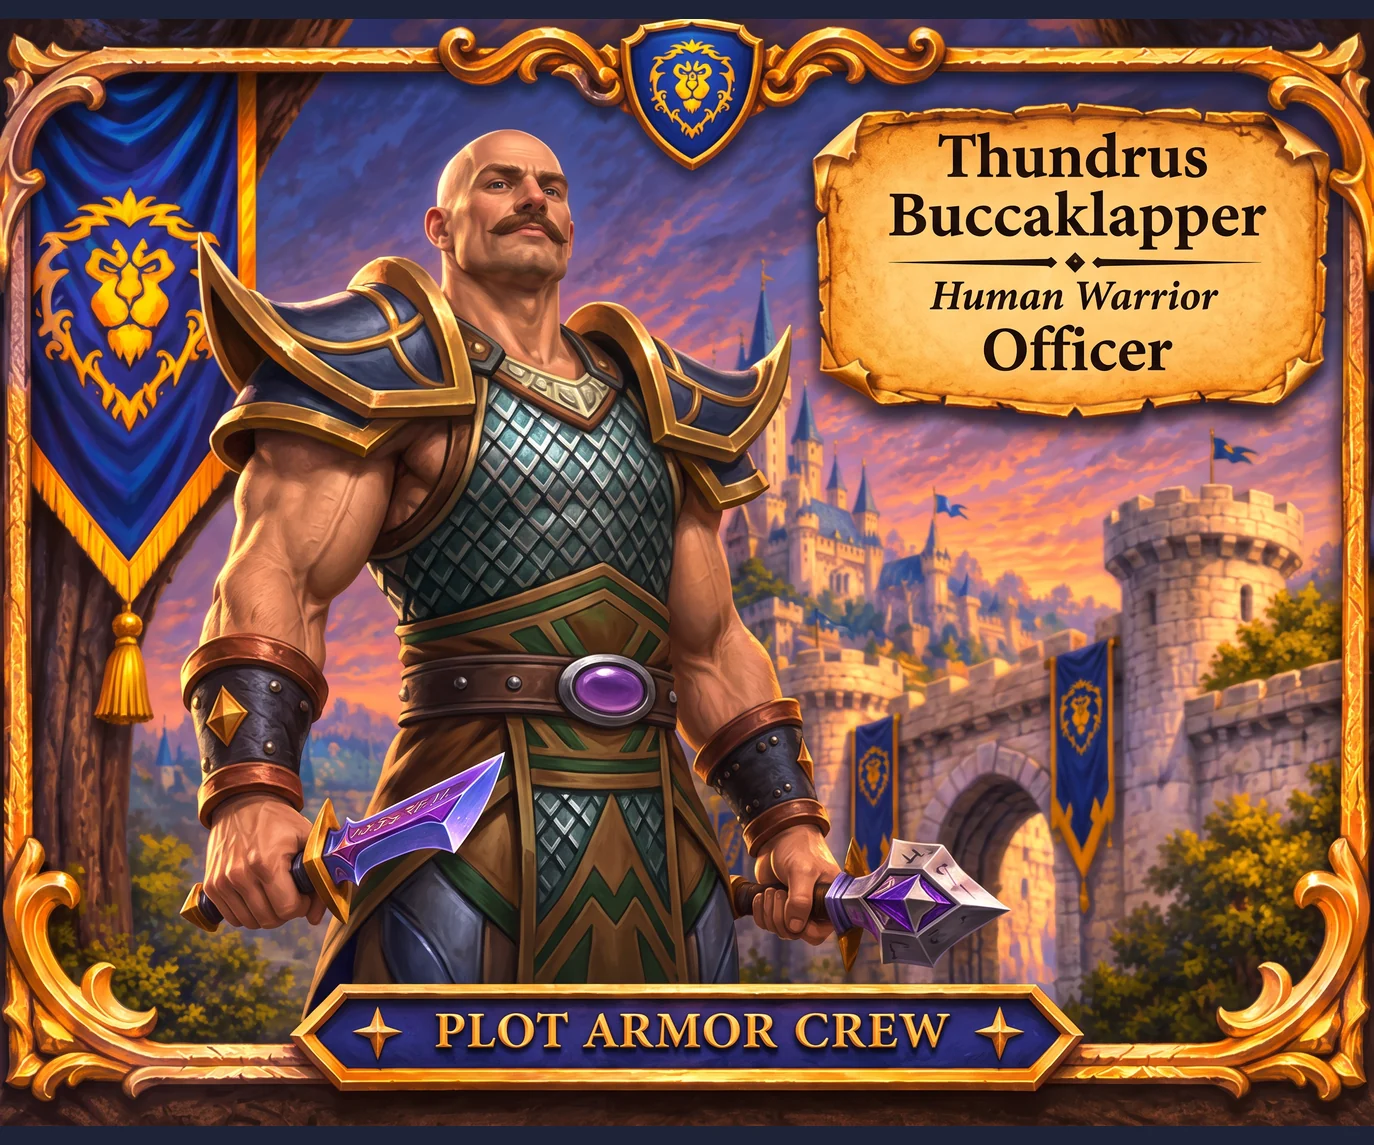 Thundrus
Buccaklapper
Human Warrior
Officer
PLOT ARMOR CREW